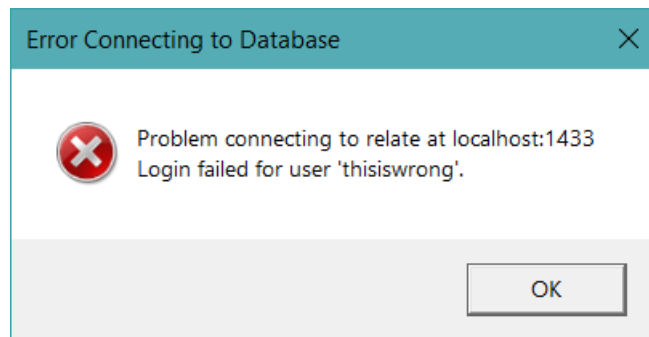 Error Connecting to Database
Problem connecting to relate at localhost:1433
Login failed for user 'thisiswrong'.
OK